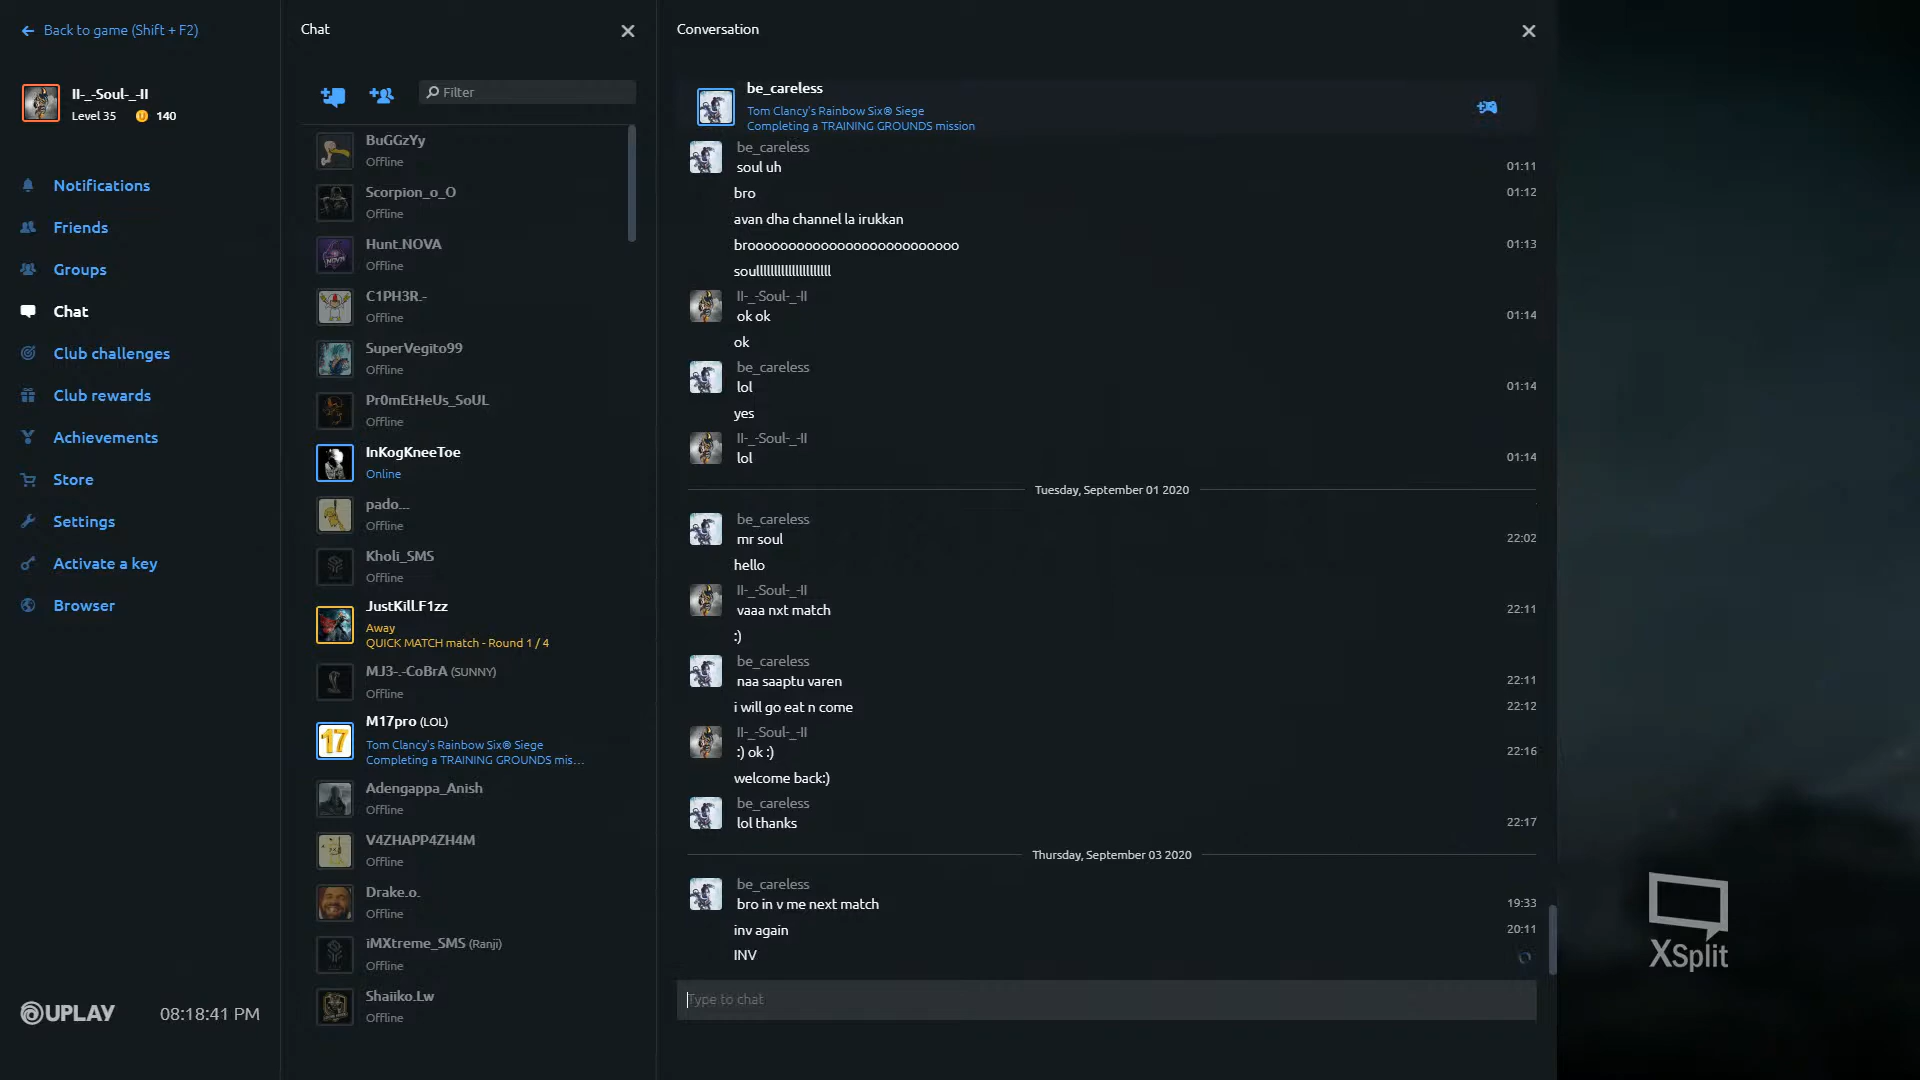 Back to game (Shift + F2)
II-_-Soul-_-II
Level 35 140
Notifications
Friends
Groups
Chat
Club challenges
Club rewards
Achievements
Store
Settings
Activate a key
Browser
UPLAY 08:18:41 PM
Chat
Filter
BuGGzYy
Offline
Scorpion_o_O
Offline
Hunt.NOVA
Offline
C1PH3R.-
Offline
SuperVegito99
Offline
Pr0mEtHeUs_SoUL
Offline
InKogKneeToe
Online
pado...
Offline
Kholi_SMS
Offline
JustKill.F1zz
Away
QUICK MATCH match - Round 1 / 4
MJ3-.-CoBrA (SUNNY)
Offline
M17pro (LOL)
Tom Clancy's Rainbow Six® Siege
Completing a TRAINING GROUNDS mis...
Adengappa_Anish
Offline
V4ZHAPP4ZH4M
Offline
Drake.o.
Offline
iMXtreme_SMS (Ranji)
Offline
Shaiiko.Lw
Offline
Conversation
be_careless
Tom Clancy's Rainbow Six® Siege
Completing a TRAINING GROUNDS mission
be_careless
soul uh 01:11
bro 01:12
avan dha channel la irukkan
broooooooooooooooooooooooooo 01:13
soulllllllllllllllllllll
II-_-Soul-_-II
ok ok 01:14
ok
be_careless
lol 01:14
yes
II-_-Soul-_-II
lol 01:14
Tuesday, September 01 2020
be_careless
mr soul 22:02
hello
II-_-Soul-_-II
vaaa nxt match 22:11
:)
be_careless
naa saaptu varen 22:11
i will go eat n come 22:12
II-_-Soul-_-II
:) ok :) 22:16
welcome back:)
be_careless
lol thanks 22:17
Thursday, September 03 2020
be_careless
bro in v me next match 19:33
inv again 20:11
INV
Type to chat
XSplit